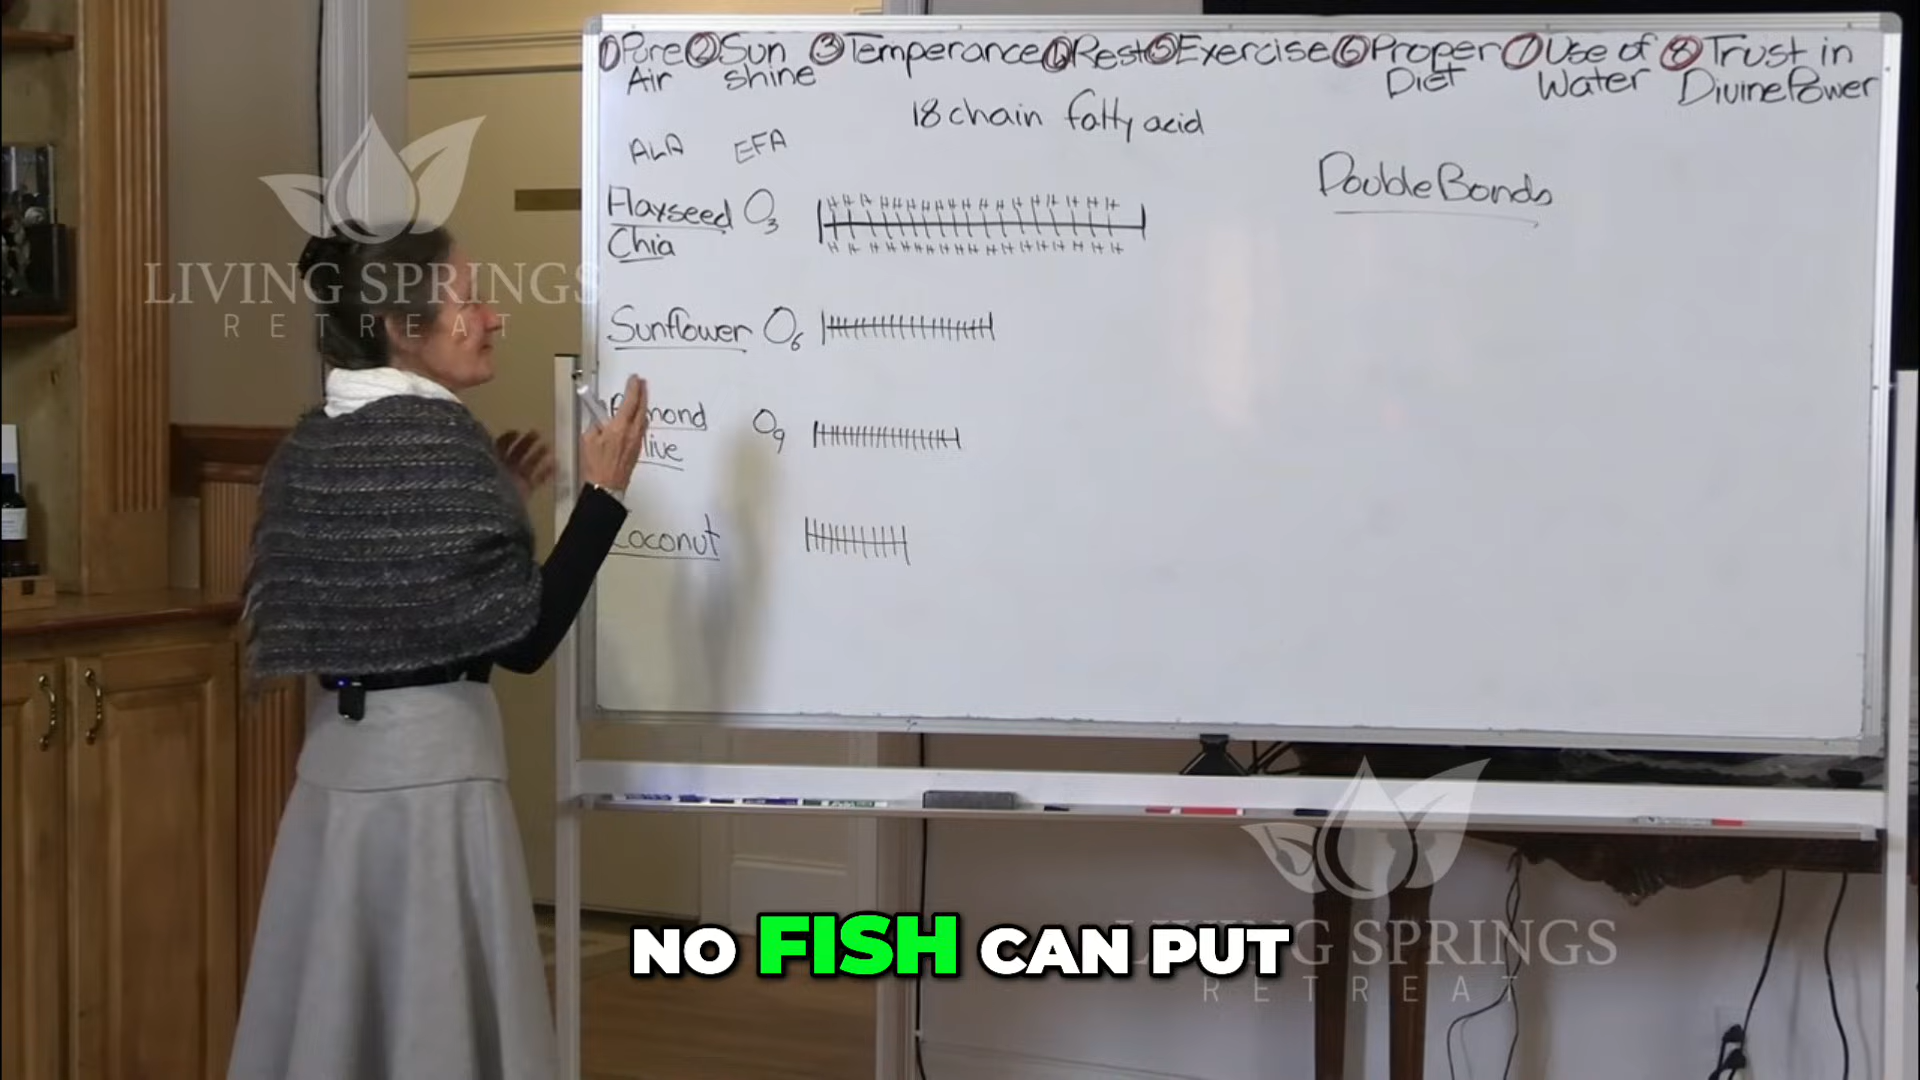 ①Pure ②Sun ③Temperance ④Rest ⑤Exercise ⑥Proper ⑦Use of ⑧Trust in
Air shine Diet Water Divine Power
18 chain fatty acid
ALA EFA
Double Bonds
Flaxseed O3
Chia
Sunflower O6
mond O9
live
Coconut
LIVING SPRINGS
RETREAT
NO FISH CAN PUT
LIVING SPRINGS
RETREAT